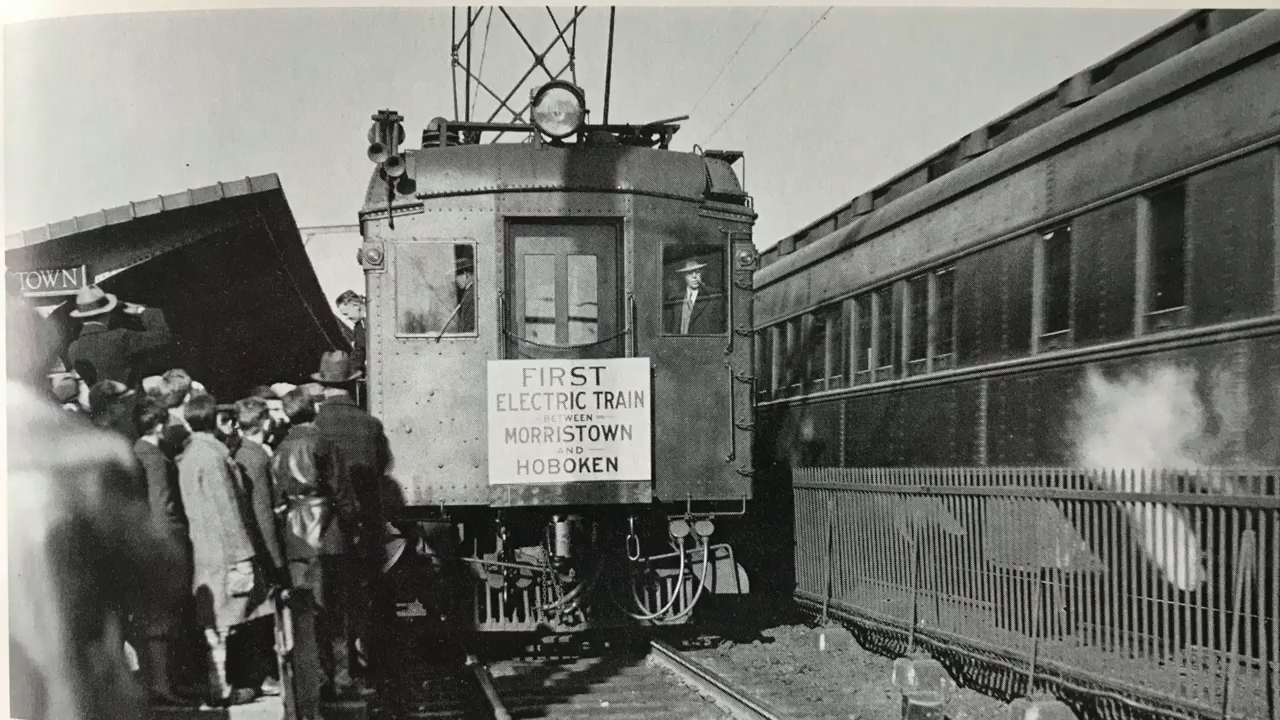 TOWN
FIRST
ELECTRIC TRAIN
BETWEEN
MORRISTOWN
AND
HOBOKEN